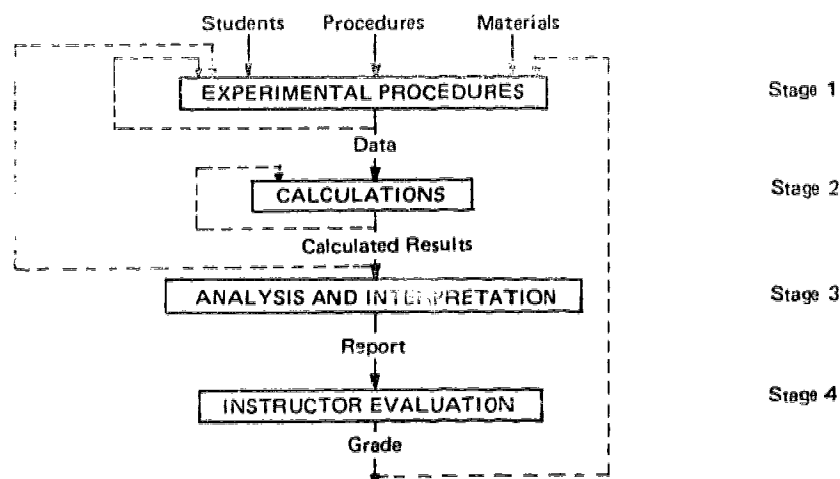 Students Procedures Materials
EXPERIMENTAL PROCEDURES Stage 1
Data
CALCULATIONS Stage 2
Calculated Results
ANALYSIS AND INTERPRETATION Stage 3
Report
INSTRUCTOR EVALUATION Stage 4
Grade